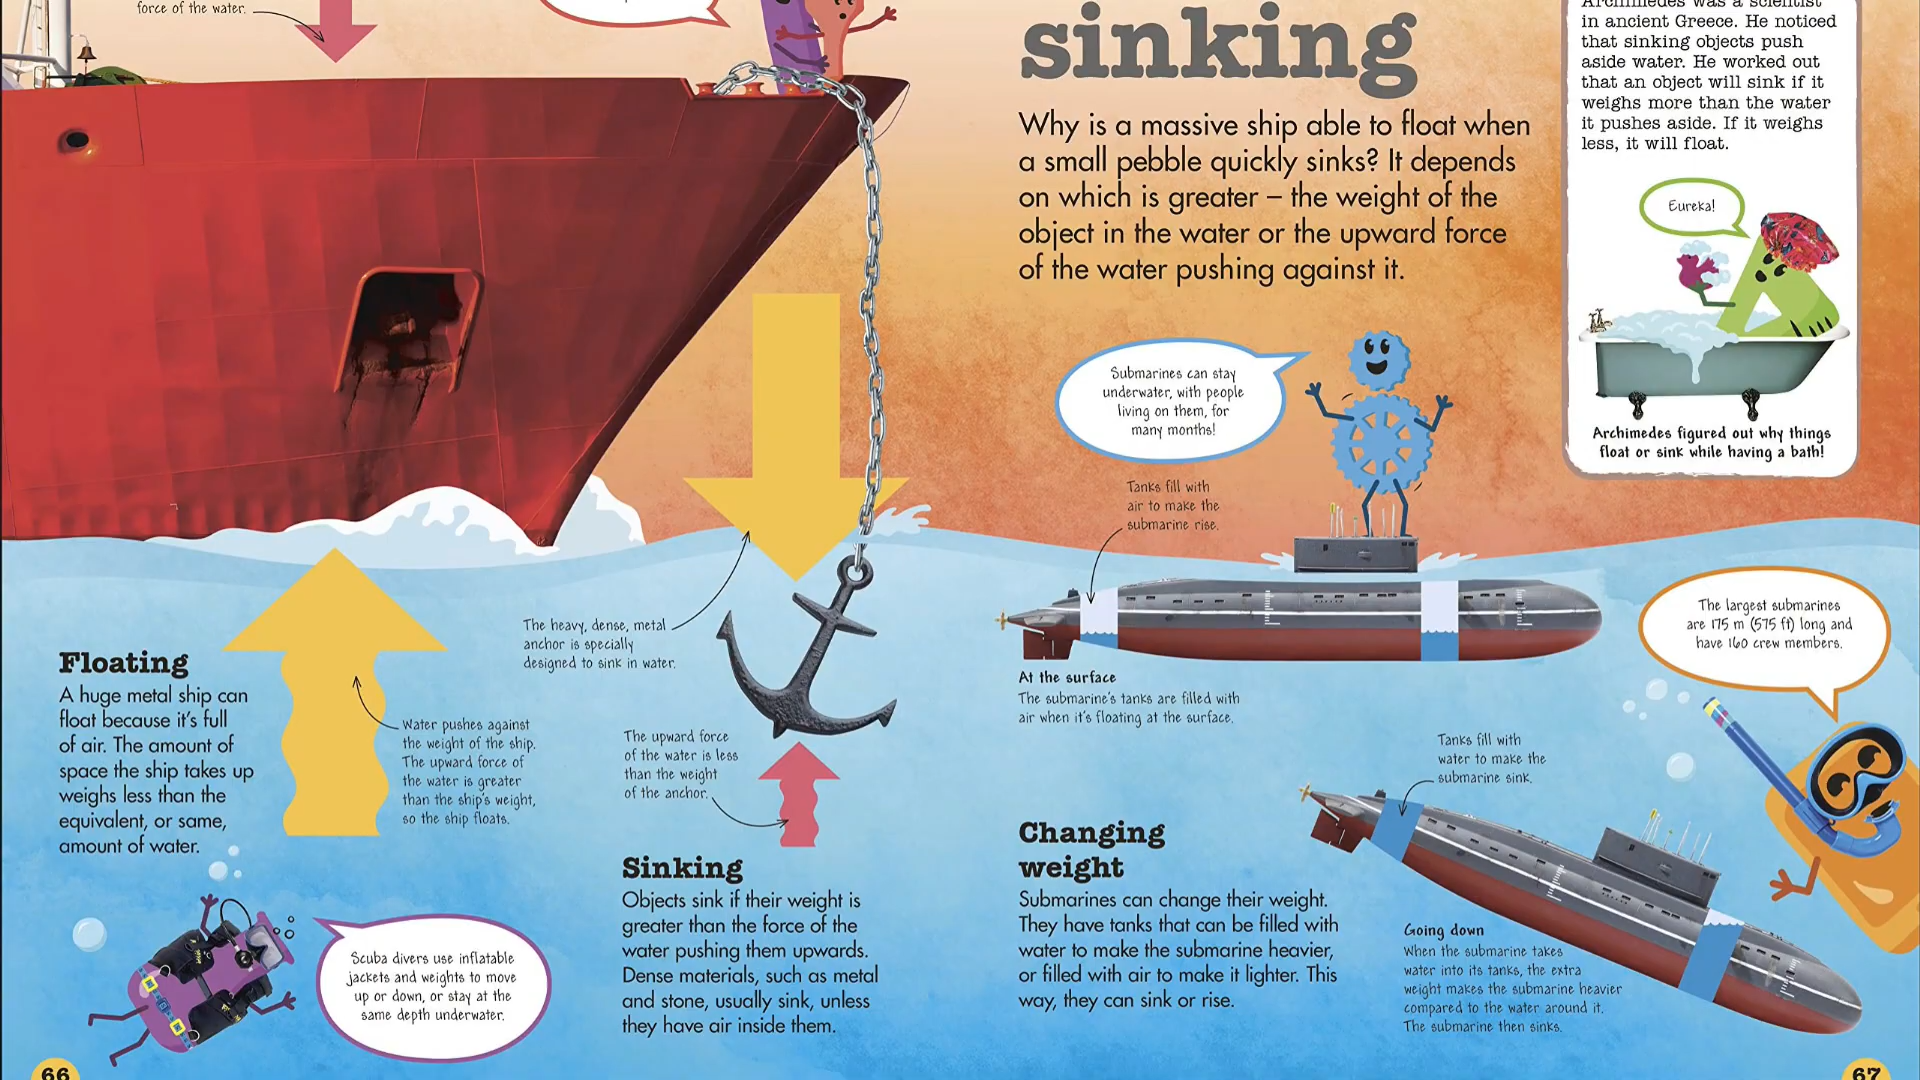 force of the water.
sinking
Why is a massive ship able to float when
a small pebble quickly sinks? It depends
on which is greater – the weight of the
object in the water or the upward force
of the water pushing against it.
Archimedes was a scientist
in ancient Greece. He noticed
that sinking objects push
aside water. He worked out
that an object will sink if it
weighs more than the water
it pushes aside. If it weighs
less, it will float.
Eureka!
Archimedes figured out why things
float or sink while having a bath!
Submarines can stay
underwater, with people
living on them, for
many months!
Tanks fill with
air to make the
submarine rise.
The heavy, dense, metal
anchor is specially
designed to sink in water.
Floating
A huge metal ship can
float because it's full
of air. The amount of
space the ship takes up
weighs less than the
equivalent, or same,
amount of water.
Water pushes against
the weight of the ship.
The upward force of
the water is greater
than the ship's weight,
so the ship floats.
The upward force
of the water is less
than the weight
of the anchor.
Sinking
Objects sink if their weight is
greater than the force of the
water pushing them upwards.
Dense materials, such as metal
and stone, usually sink, unless
they have air inside them.
Scuba divers use inflatable
jackets and weights to move
up or down, or stay at the
same depth underwater.
At the surface
The submarine's tanks are filled with
air when it's floating at the surface.
The largest submarines
are 175 m (575 ft) long and
have 160 crew members.
Tanks fill with
water to make the
submarine sink.
Changing
weight
Submarines can change their weight.
They have tanks that can be filled with
water to make the submarine heavier,
or filled with air to make it lighter. This
way, they can sink or rise.
Going down
When the submarine takes
water into its tanks, the extra
weight makes the submarine heavier
compared to the water around it.
The submarine then sinks.
66
67